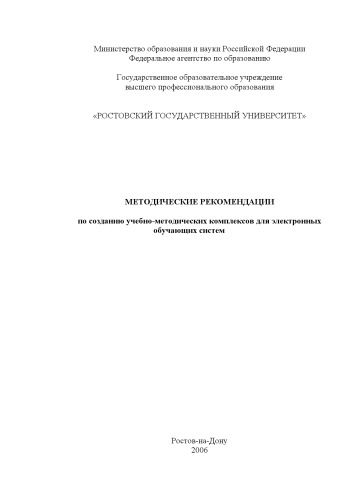 Министерство образования и науки Российской Федерации
Федеральное агентство по образованию
Государственное образовательное учреждение
высшего профессионального образования
«РОСТОВСКИЙ ГОСУДАРСТВЕННЫЙ УНИВЕРСИТЕТ»
МЕТОДИЧЕСКИЕ РЕКОМЕНДАЦИИ
по созданию учебно-методических комплексов для электронных
обучающих систем
Ростов-на-Дону
2006